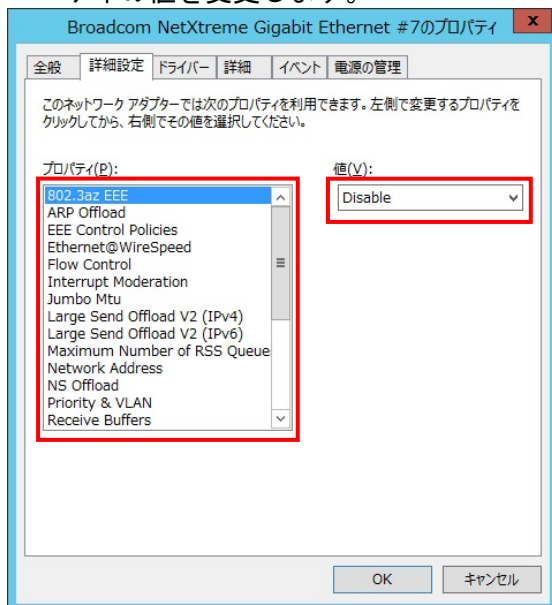 Broadcom NetXtreme Gigabit Ethernet #7のプロパティ
x
全般 詳細設定 ドライバー 詳細 イベント 電源の管理
このネットワーク アダプターでは次のプロパティを利用できます。左側で変更するプロパティを
クリックしてから、右側でその値を選択してください。
プロパティ(P): 値(V):
802.3az EEE
Disable
ARP Offload
EEE Control Policies
Ethernet@WireSpeed
Flow Control
Interrupt Moderation
Jumbo Mtu
Large Send Offload V2 (IPv4)
Large Send Offload V2 (IPv6)
Maximum Number of RSS Queue
Network Address
NS Offload
Priority & VLAN
Receive Buffers
OK キャンセル